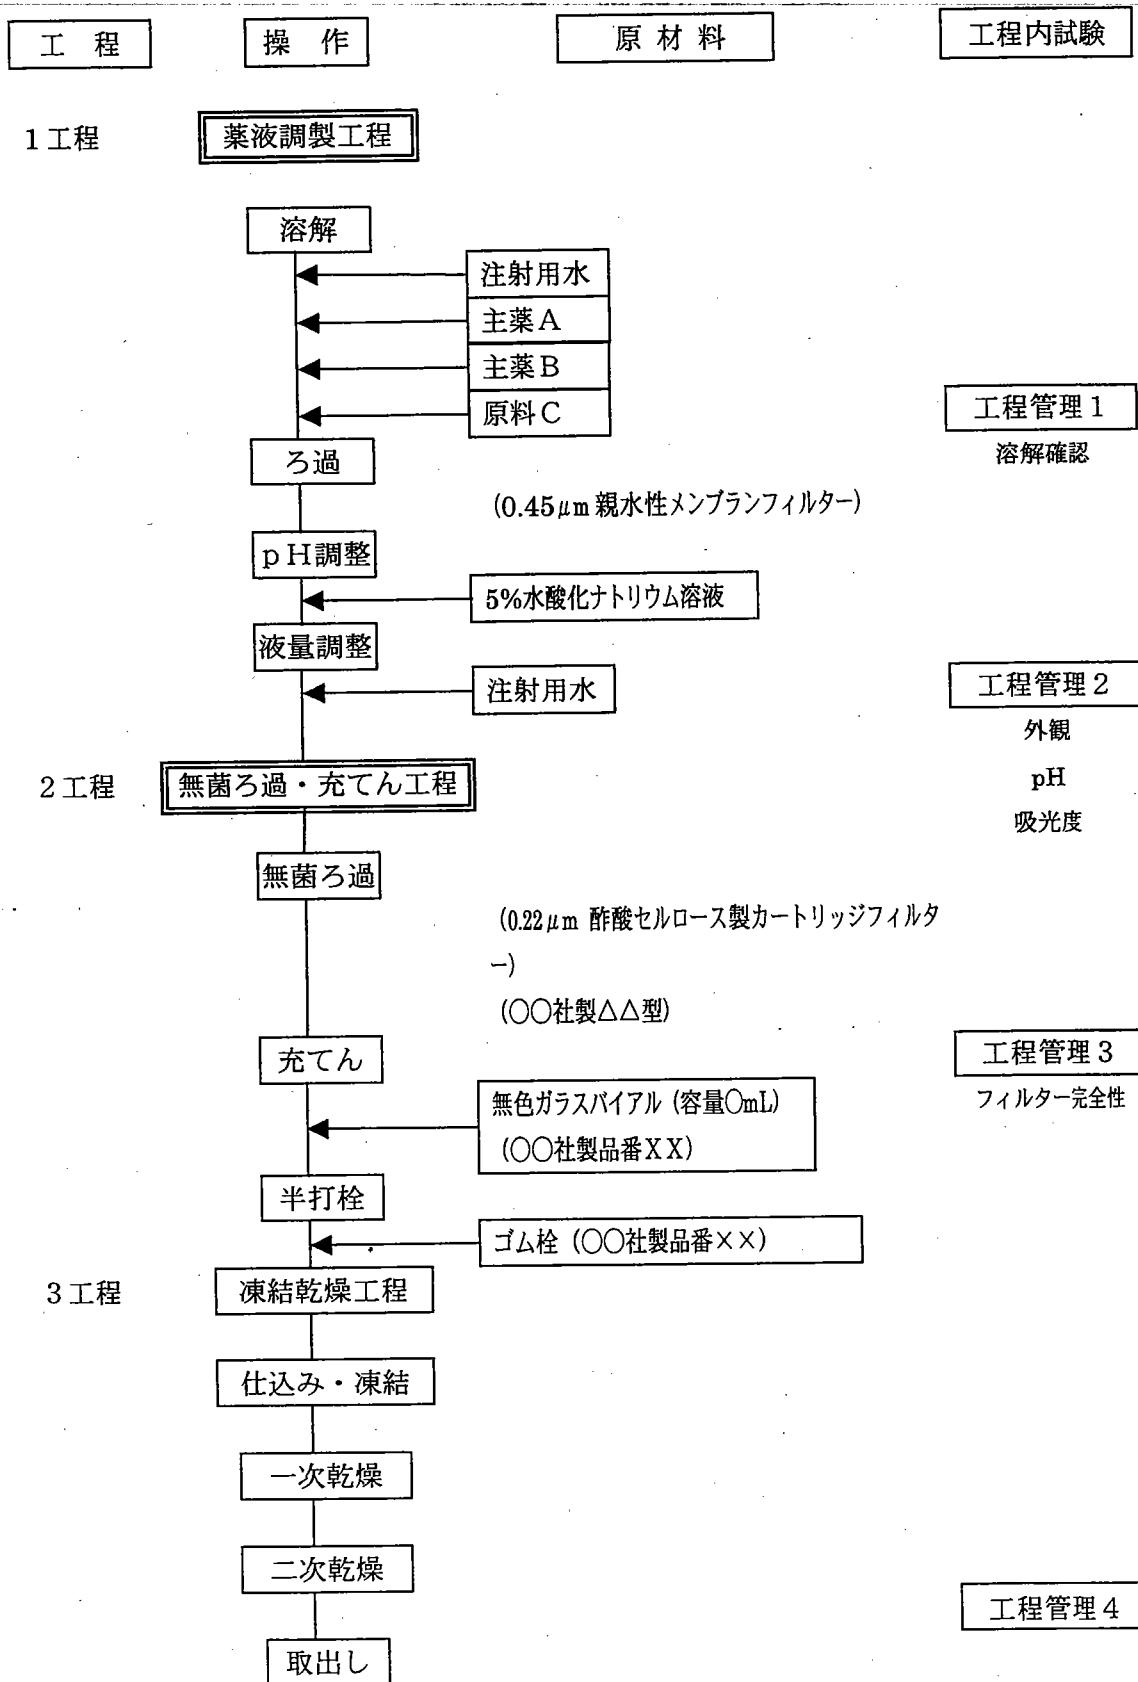 工 程
操 作
原 材 料
工程内試験
1工程
薬液調製工程
溶解
注射用水
主薬A
主薬B
原料C
工程管理1
溶解確認
ろ過
(0.45μm 親水性メンブランフィルター)
pH調整
5%水酸化ナトリウム溶液
液量調整
注射用水
工程管理2
外観
pH
吸光度
2工程
無菌ろ過・充てん工程
無菌ろ過
(0.22μm 酢酸セルロース製カートリッジフィルタ
ー)
(○○社製△△型)
充てん
工程管理3
フィルター完全性
無色ガラスバイアル (容量○mL)
(○○社製品番XX)
半打栓
ゴム栓 (○○社製品番××)
3工程
凍結乾燥工程
仕込み・凍結
一次乾燥
二次乾燥
工程管理4
取出し